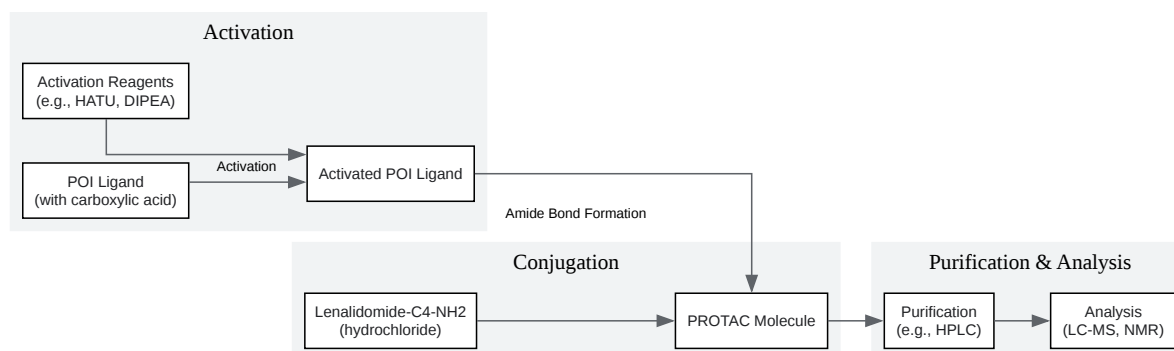 Activation
Activation Reagents
(e.g., HATU, DIPEA)
Activation
POI Ligand
(with carboxylic acid)
Activated POI Ligand
Amide Bond Formation
Conjugation
Lenalidomide-C4-NH2
(hydrochloride)
PROTAC Molecule
Purification & Analysis
Purification
(e.g., HPLC)
Analysis
(LC-MS, NMR)